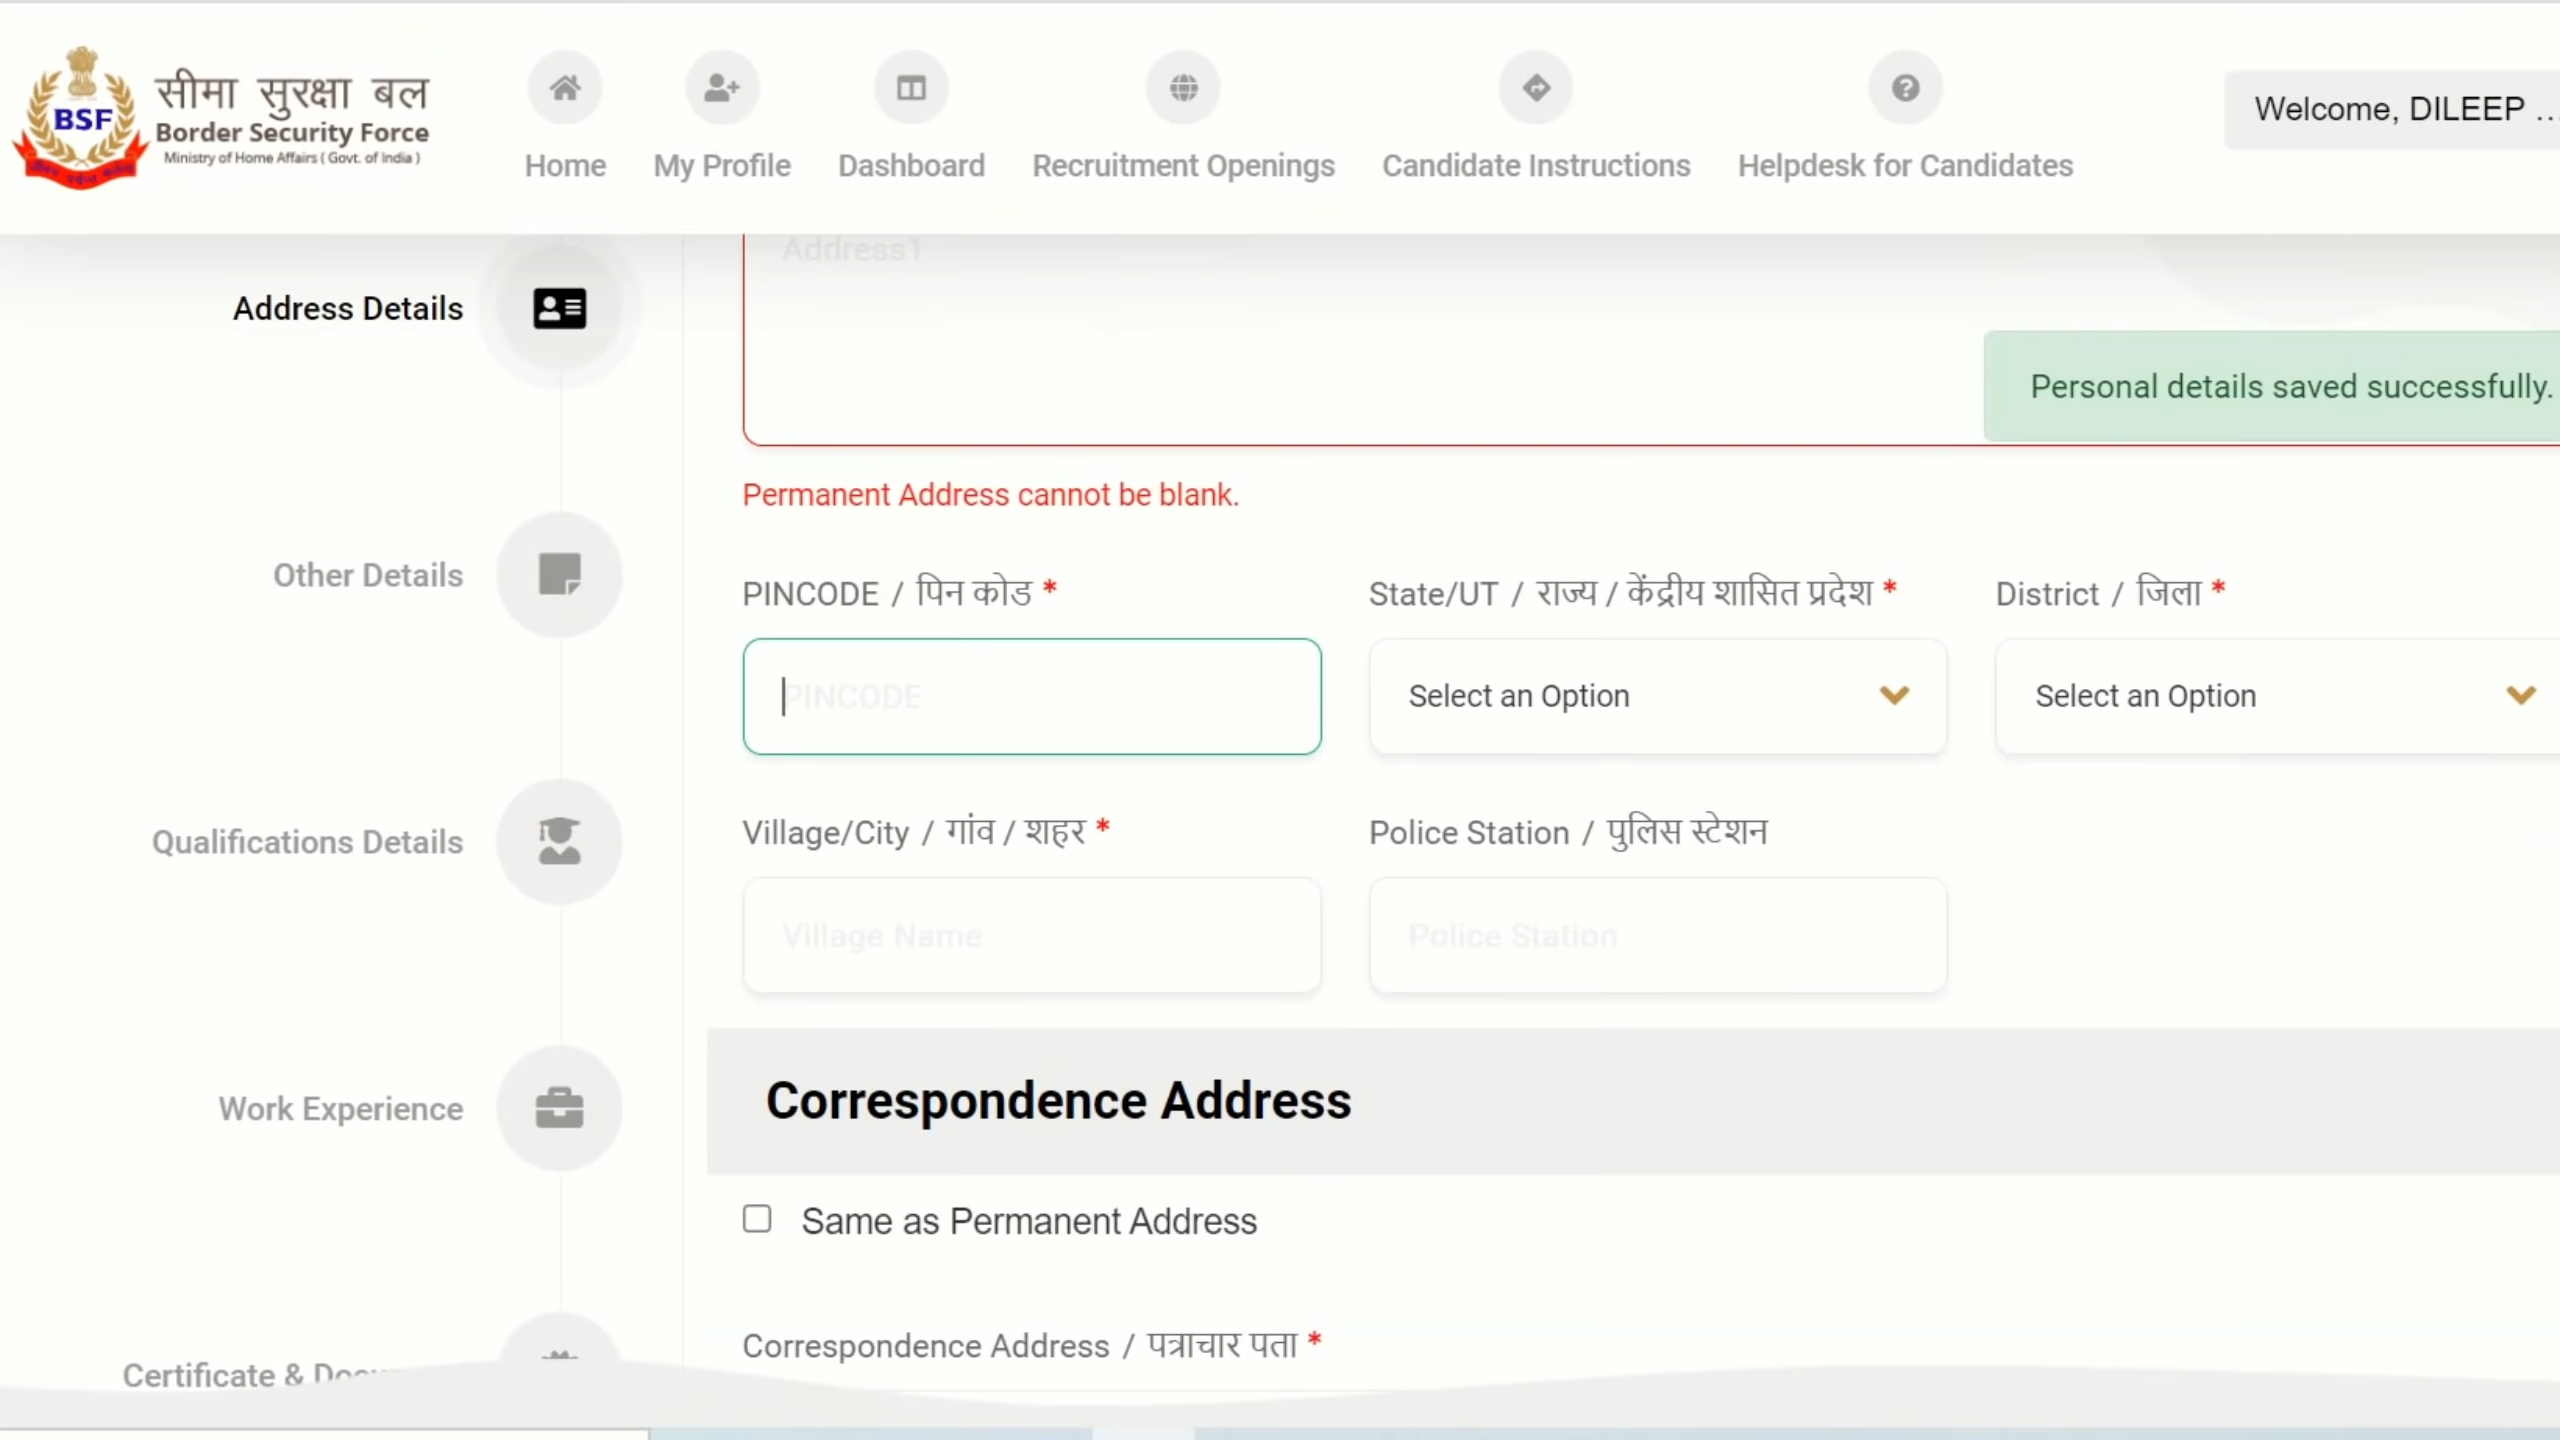 सीमा सुरक्षा बल
BSF
Border Security Force
Ministry of Home Affairs ( Govt. of India )
Home
My Profile
Dashboard
Recruitment Openings
Candidate Instructions
Helpdesk for Candidates
Welcome, DILEEP ...
Address1
Address Details
Personal details saved successfully.
Permanent Address cannot be blank.
Other Details
PINCODE / पिन कोड *
State/UT / राज्य / केंद्रीय शासित प्रदेश *
District / जिला *
PINCODE
Select an Option
Select an Option
Qualifications Details
Village/City / गांव / शहर *
Police Station / पुलिस स्टेशन
Village Name
Police Station
Work Experience
Correspondence Address
Same as Permanent Address
Correspondence Address / पत्राचार पता *
Certificate &